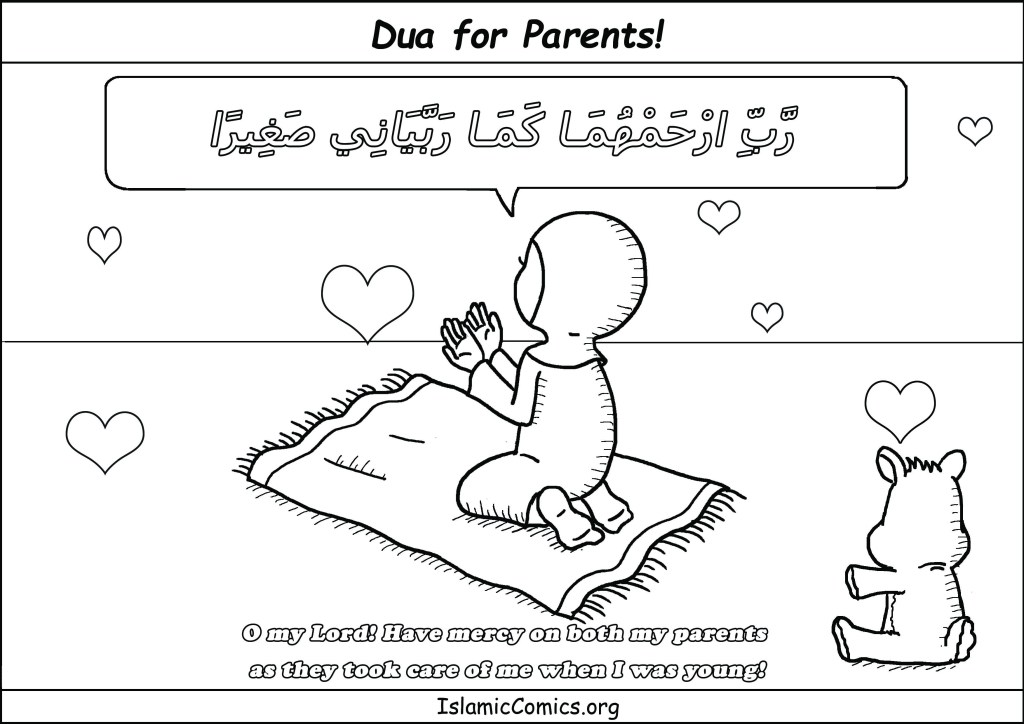 Dua for Parents!
رَّبِّ ارْحَمْهُمَا كَمَا رَبَّيَانِي صَغِيرًا
O my Lord! Have mercy on both my parents
as they took care of me when I was young!
IslamicComics.org